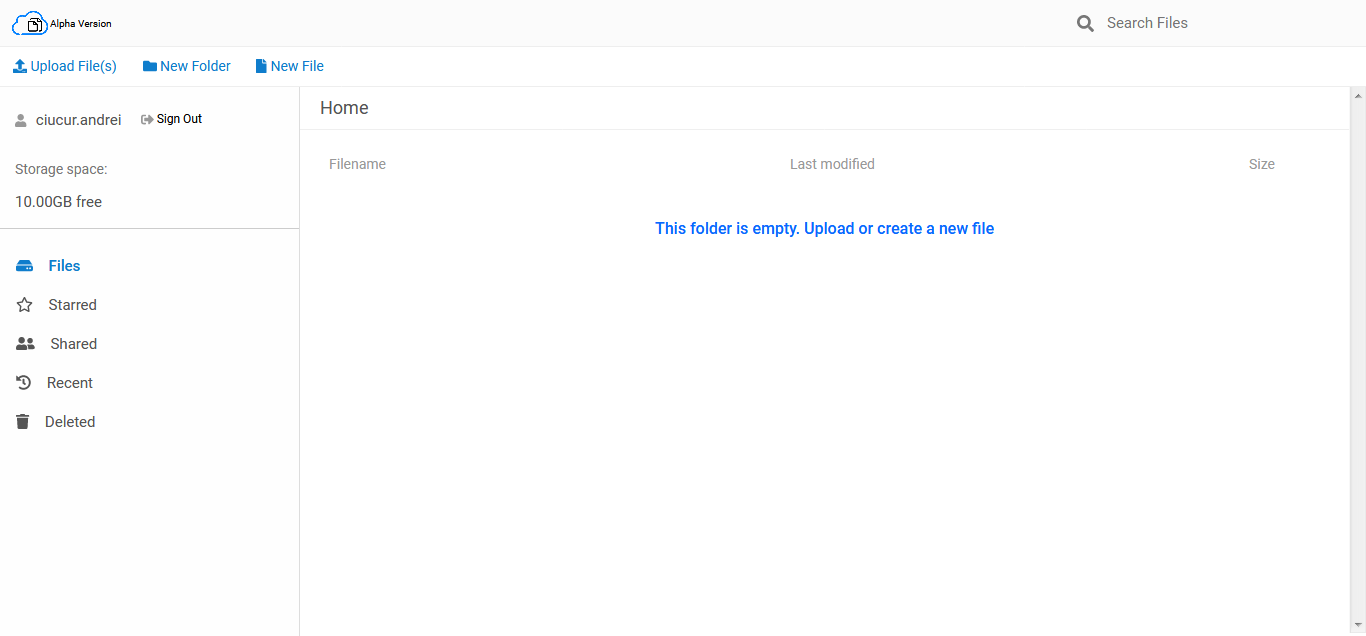 Alpha Version
Search Files
Upload File(s) New Folder New File
ciucur.andrei Sign Out
Storage space:
10.00GB free
Files
Starred
Shared
Recent
Deleted
Home
Filename Last modified Size
This folder is empty. Upload or create a new file